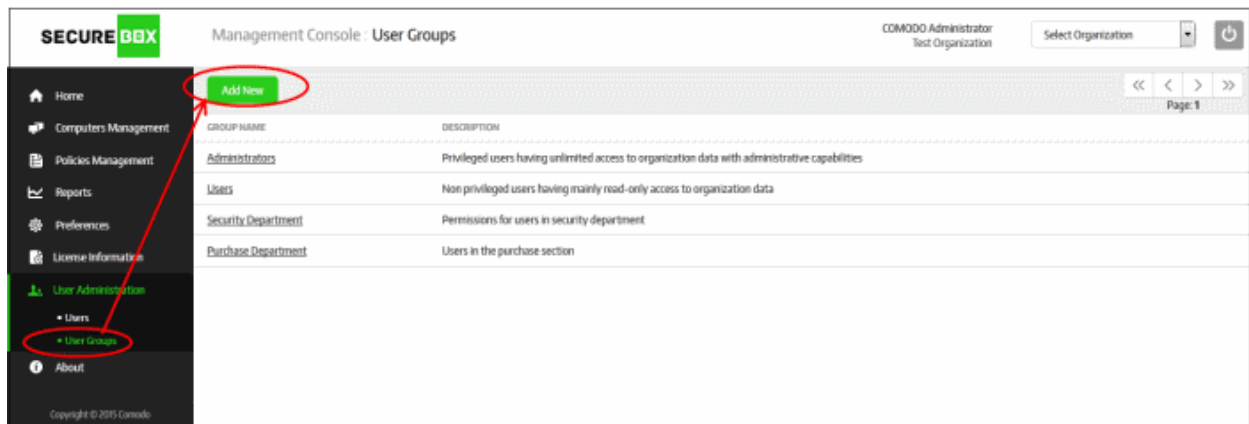 SECURE BOX
Management Console : User Groups
COMODO Administrator
Test Organization
Select Organization
Home
Computers Management
Policies Management
Reports
Preferences
License Information
User Administration
• Users
• User Groups
About
Copyright © 2015 Comodo
Add New
<< < > >>
Page: 1
GROUP NAME DESCRIPTION
Administrators Privileged users having unlimited access to organization data with administrative capabilities
Users Non privileged users having mainly read-only access to organization data
Security Department Permissions for users in security department
Purchase Department Users in the purchase section